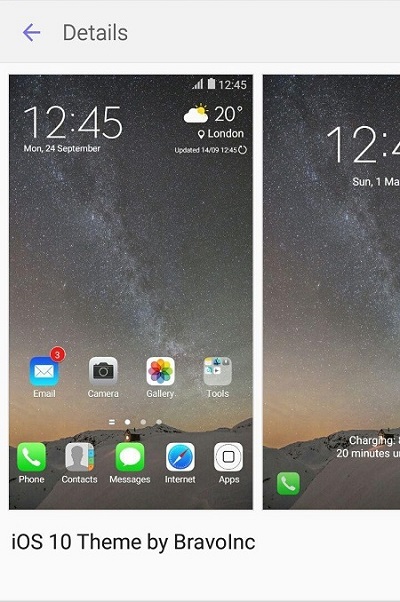 Details
12:45
12:45
Mon, 24 September
20°
London
Updated 14/09 12:45
12:4
Sun, 1 Ma
3
Email
Camera
Gallery
Tools
Phone
Contacts
Messages
Internet
Apps
Charging:
20 minutes
iOS 10 Theme by BravoInc